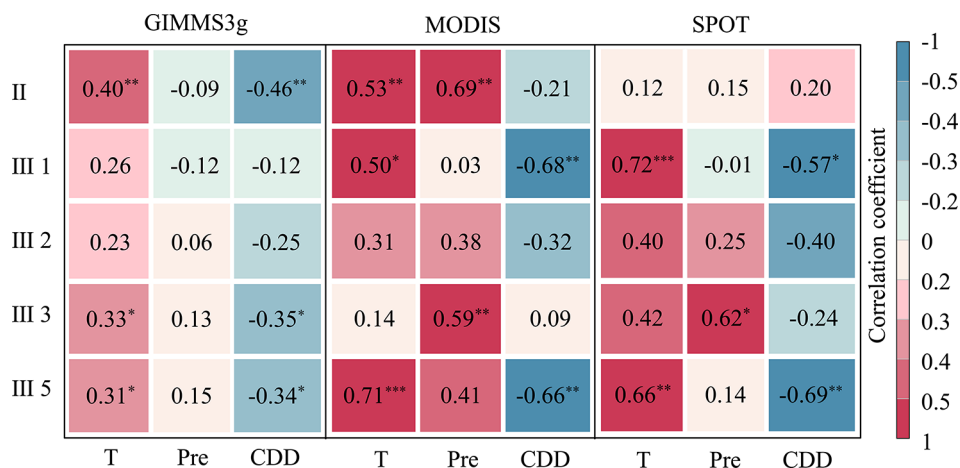 GIMMS3g MODIS SPOT
II 0.40** -0.09 -0.46** 0.53** 0.69** -0.21 0.12 0.15 0.20
III 1 0.26 -0.12 -0.12 0.50* 0.03 -0.68** 0.72*** -0.01 -0.57*
III 2 0.23 0.06 -0.25 0.31 0.38 -0.32 0.40 0.25 -0.40
III 3 0.33* 0.13 -0.35* 0.14 0.59** 0.09 0.42 0.62* -0.24
III 5 0.31* 0.15 -0.34* 0.71*** 0.41 -0.66** 0.66** 0.14 -0.69**
T Pre CDD T Pre CDD T Pre CDD
Correlation coefficient
-1
-0.5
-0.4
-0.3
-0.2
0
0.2
0.3
0.4
0.5
1